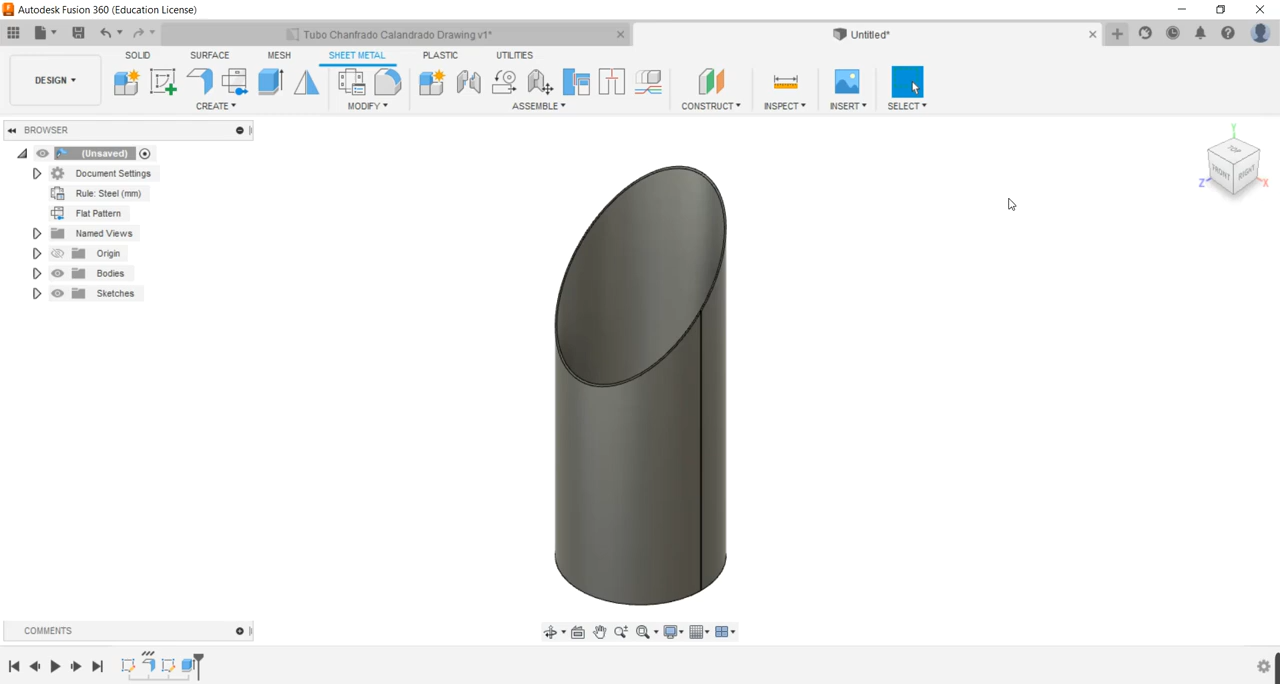 Autodesk Fusion 360 (Education License)
Tubo Chanfrado Calandrado Drawing v1*
Untitled*
SOLID SURFACE MESH SHEET METAL PLASTIC UTILITIES
DESIGN
CREATE MODIFY ASSEMBLE CONSTRUCT INSPECT INSERT SELECT
BROWSER
(Unsaved)
Document Settings
Rule: Steel (mm)
Flat Pattern
Named Views
Origin
Bodies
Sketches
Y
TOP
FRONT RIGHT
Z X
COMMENTS